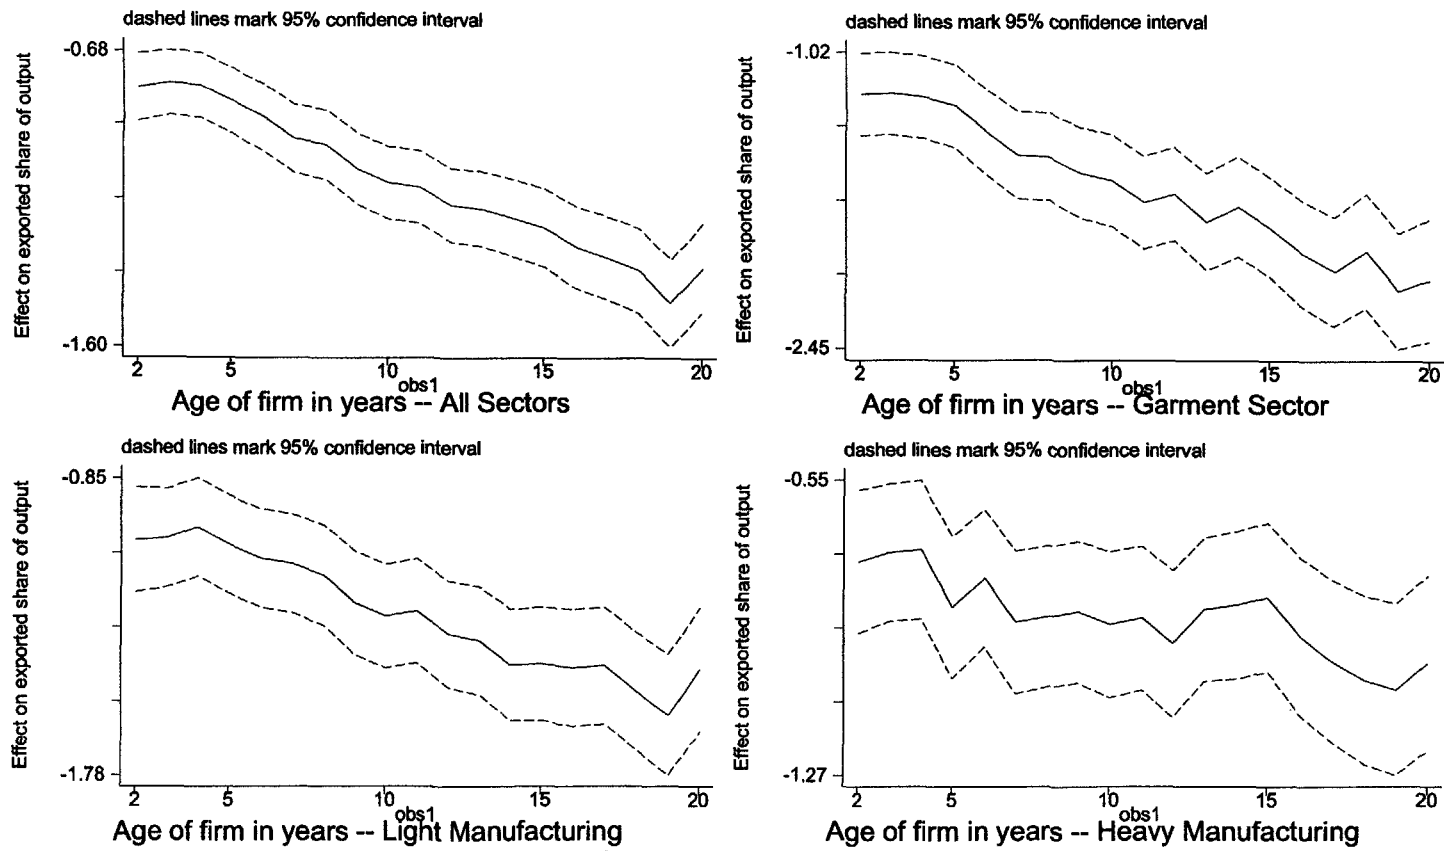 dashed lines mark 95% confidence interval
Effect on exported share of output
-0.68
-1.60
2 5 10 15 20
obs1
Age of firm in years -- All Sectors
dashed lines mark 95% confidence interval
Effect on exported share of output
-1.02
-2.45
2 5 10 15 20
obs1
Age of firm in years -- Garment Sector
dashed lines mark 95% confidence interval
Effect on exported share of output
-0.85
-1.78
2 5 10 15 20
obs1
Age of firm in years -- Light Manufacturing
dashed lines mark 95% confidence interval
Effect on exported share of output
-0.55
-1.27
2 5 10 15 20
obs1
Age of firm in years -- Heavy Manufacturing